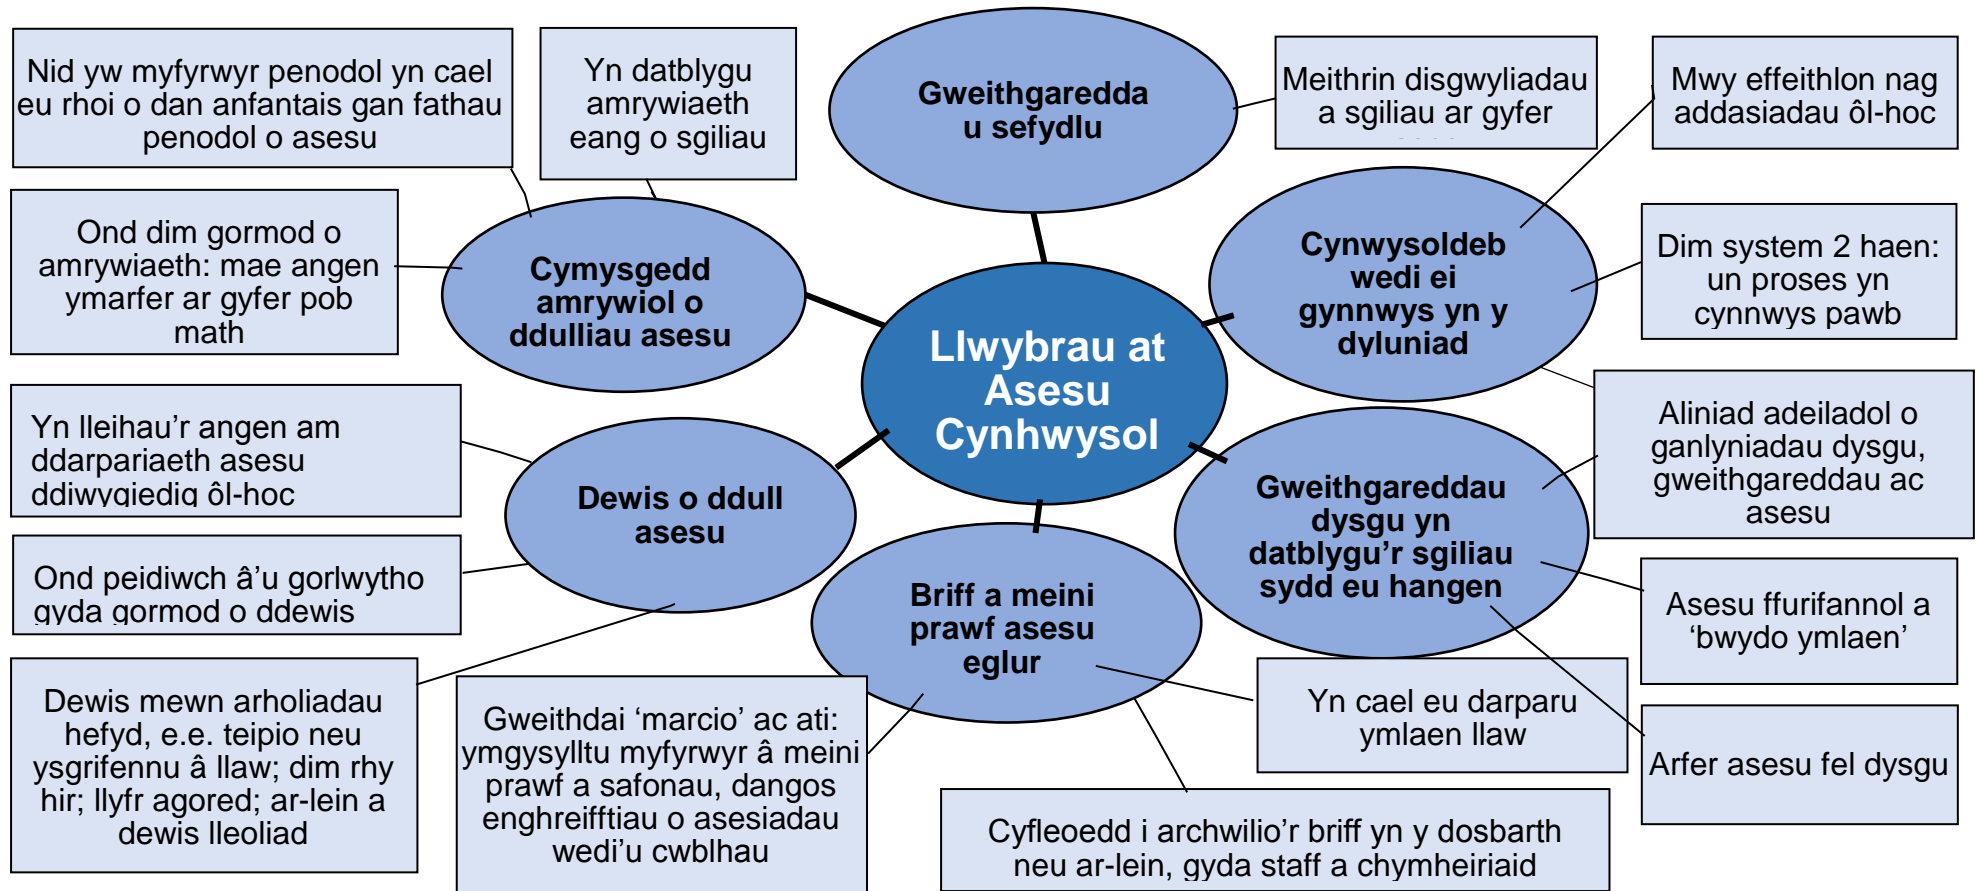 Nid yw myfyrwyr penodol yn cael
eu rhoi o dan anfantais gan fathau
penodol o asesu
Yn datblygu
amrywiaeth
eang o sgiliau
Gweithgaredda
u sefydlu
Meithrin disgwyliadau
a sgiliau ar gyfer
Mwy effeithlon nag
addasiadau ôl-hoc
Ond dim gormod o
amrywiaeth: mae angen
ymarfer ar gyfer pob
math
Cymysgedd
amrywiol o
ddulliau asesu
Cynwysoldeb
wedi ei
gynnwys yn y
dyluniad
Dim system 2 haen:
un proses yn
cynnwys pawb
Llwybrau at
Asesu
Cynhwysol
Yn lleihau'r angen am
ddarpariaeth asesu
ddiwygiedig ôl-hoc
Dewis o ddull
asesu
Aliniad adeiladol o
ganlyniadau dysgu,
gweithgareddau ac
asesu
Gweithgareddau
dysgu yn
datblygu’r sgiliau
sydd eu hangen
Ond peidiwch â’u gorlwytho
gyda gormod o ddewis
Briff a meini
prawf asesu
eglur
Asesu ffurifannol a
‘bwydo ymlaen’
Dewis mewn arholiadau
hefyd, e.e. teipio neu
ysgrifennu â llaw; dim rhy
hir; llyfr agored; ar-lein a
dewis lleoliad
Gweithdai ‘marcio’ ac ati:
ymgysylltu myfyrwyr â meini
prawf a safonau, dangos
enghreifftiau o asesiadau
wedi’u cwblhau
Yn cael eu darparu
ymlaen llaw
Arfer asesu fel dysgu
Cyfleoedd i archwilio’r briff yn y dosbarth
neu ar-lein, gyda staff a chymheiriaid